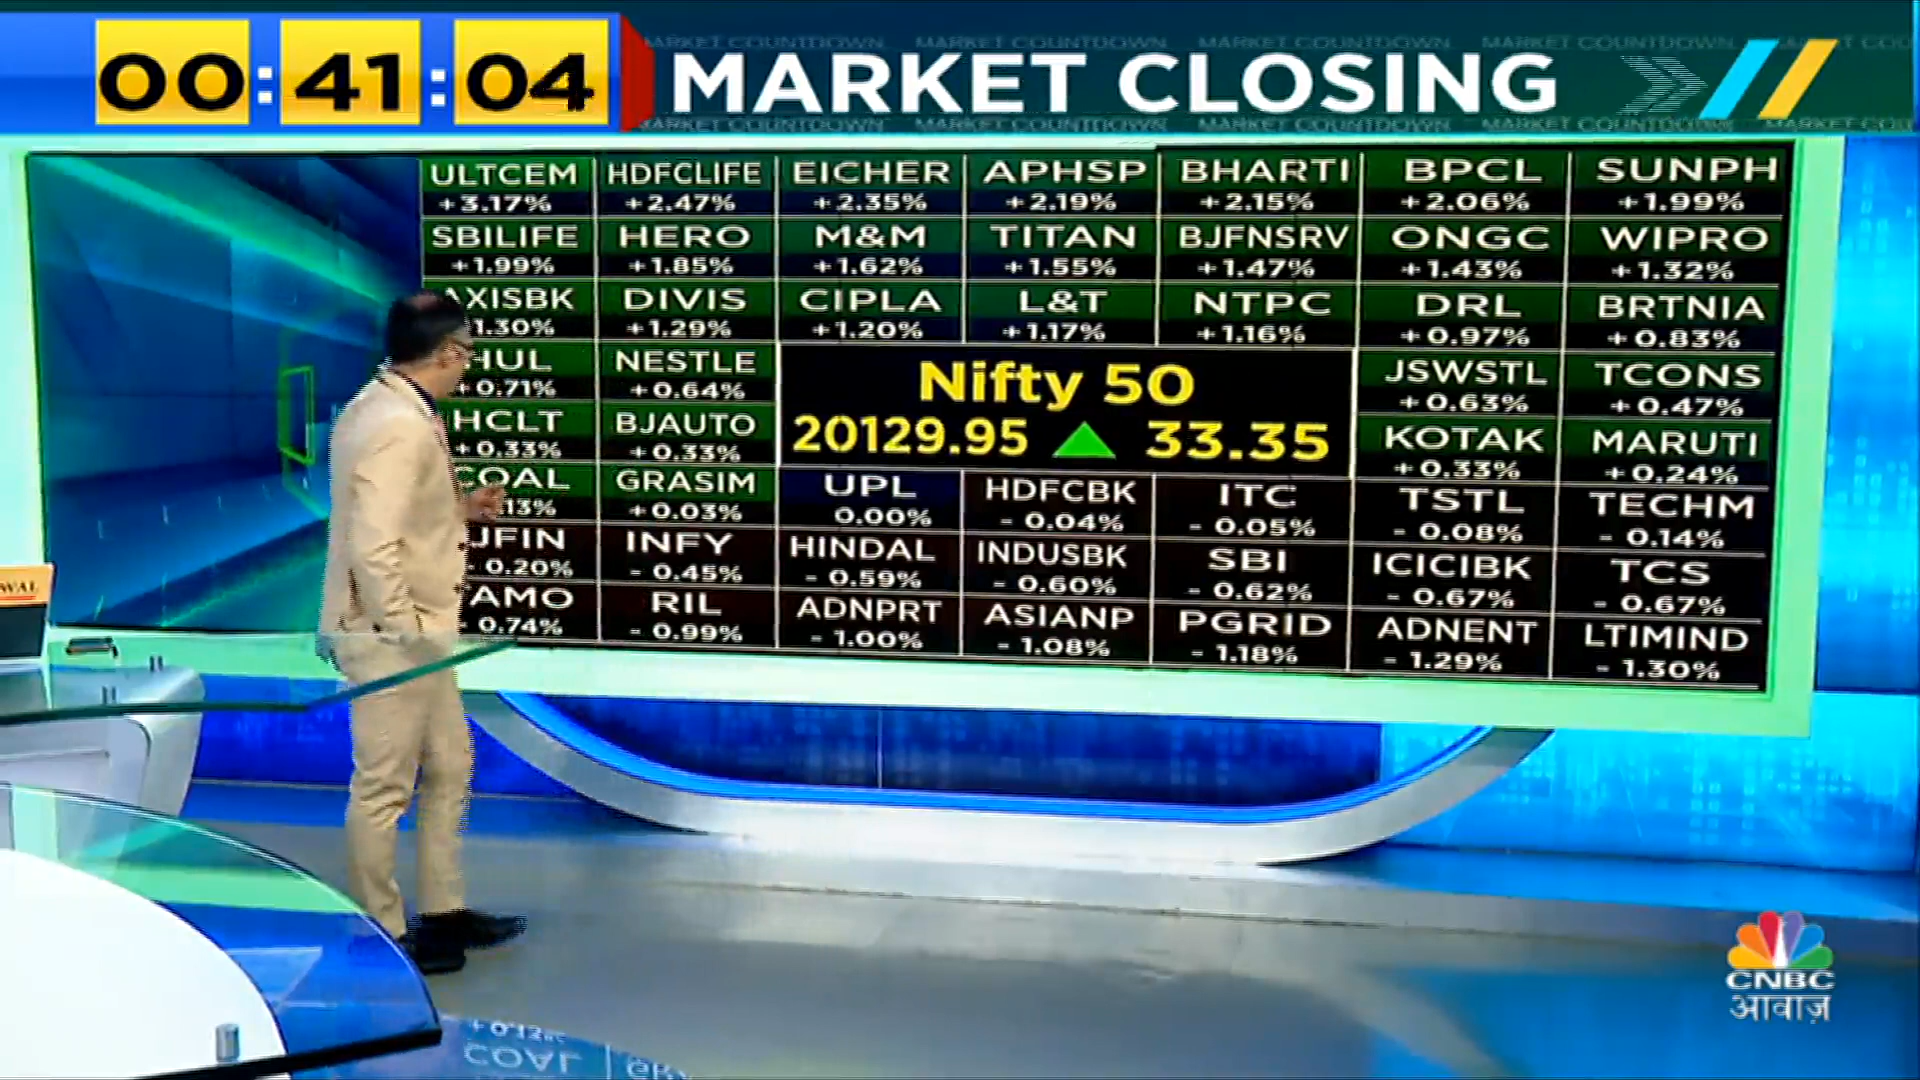 00:41:04 MARKET CLOSING
ULTCEM HDFCLIFE EICHER APHSP BHARTI BPCL SUNPH
+3.17% +2.47% +2.35% +2.19% +2.15% +2.06% +1.99%
SBILIFE HERO M&M TITAN BJFNSRV ONGC WIPRO
+1.99% +1.85% +1.62% +1.55% +1.47% +1.43% +1.32%
AXISBK DIVIS CIPLA L&T NTPC DRL BRTNIA
1.30% +1.29% +1.20% +1.17% +1.16% +0.97% +0.83%
HUL NESTLE JSWSTL TCONS
+0.71% +0.64% +0.63% +0.47%
Nifty 50
20129.95 ▲ 33.35
HCLT BJAUTO KOTAK MARUTI
+0.33% +0.33% +0.33% +0.24%
COAL GRASIM UPL HDFCBK ITC TSTL TECHM
.13% +0.03% 0.00% - 0.04% - 0.05% - 0.08% - 0.14%
JFIN INFY HINDAL INDUSBK SBI ICICIBK TCS
- 0.20% - 0.45% - 0.59% - 0.60% - 0.62% - 0.67% - 0.67%
AMO RIL ADNPRT ASIANP PGRID ADNENT LTIMIND
- 0.74% - 0.99% - 1.00% - 1.08% - 1.18% - 1.29% - 1.30%
CNBC
आवाज़